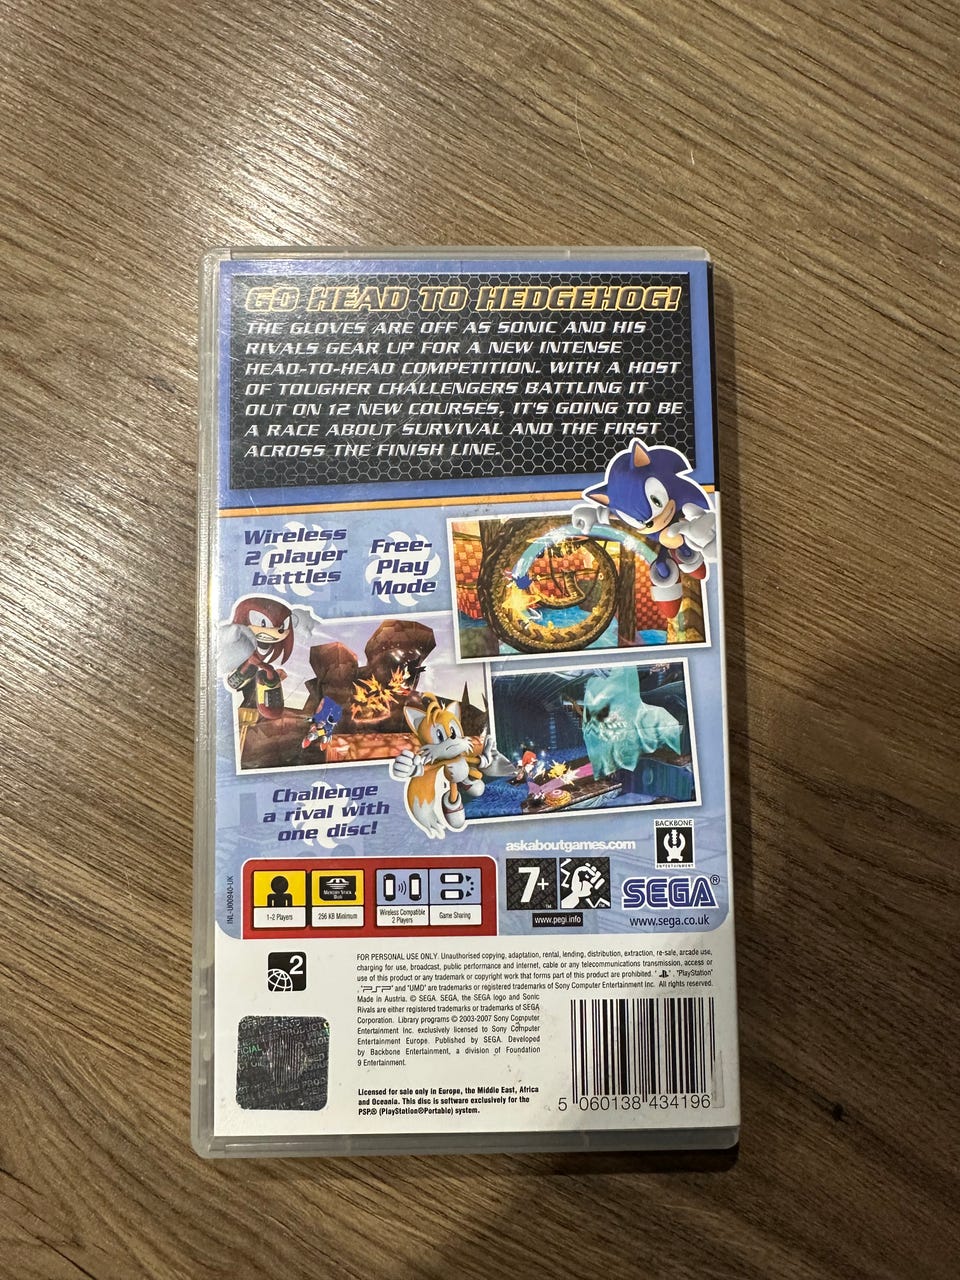 GO HEAD TO HEDGEHOG!
THE GLOVES ARE OFF AS SONIC AND HIS
RIVALS GEAR UP FOR A NEW INTENSE
HEAD-TO-HEAD COMPETITION. WITH A HOST
OF TOUGHER CHALLENGERS BATTLING IT
OUT ON 12 NEW COURSES, IT'S GOING TO BE
A RACE ABOUT SURVIVAL AND THE FIRST
ACROSS THE FINISH LINE.
Wireless
2 player
battles
Free-
Play
Mode
Challenge
a rival with
one disc!
askaboutgames.com
BACKBONE
ENTERTAINMENT
INL-U00940-UK
1-2 Players
MEMORY STICK
Duo
256 KB Minimum
Wireless Compatible
2 Players
Game Sharing
7+
www.pegi.info
SEGA®
www.sega.co.uk
2
FOR PERSONAL USE ONLY. Unauthorised copying, adaptation, rental, lending, distribution, extraction, re-sale, arcade use,
charging for use, broadcast, public performance and internet, cable or any telecommunications transmission, access or
use of this product or any trademark or copyright work that forms part of this product are prohibited. " ", "PlayStation"
, "PSP" and "UMD" are trademarks or registered trademarks of Sony Computer Entertainment Inc. All rights reserved.
Made in Austria. © SEGA. SEGA, the SEGA logo and Sonic
Rivals are either registered trademarks or trademarks of SEGA
Corporation. Library programs © 2003-2007 Sony Computer
Entertainment Inc. exclusively licensed to Sony Computer
Entertainment Europe. Published by SEGA. Developed
by Backbone Entertainment, a division of Foundation
9 Entertainment.
Licensed for sale only in Europe, the Middle East, Africa
and Oceania. This disc is software exclusively for the
PSP® (PlayStation®Portable) system.
5 060138 434196